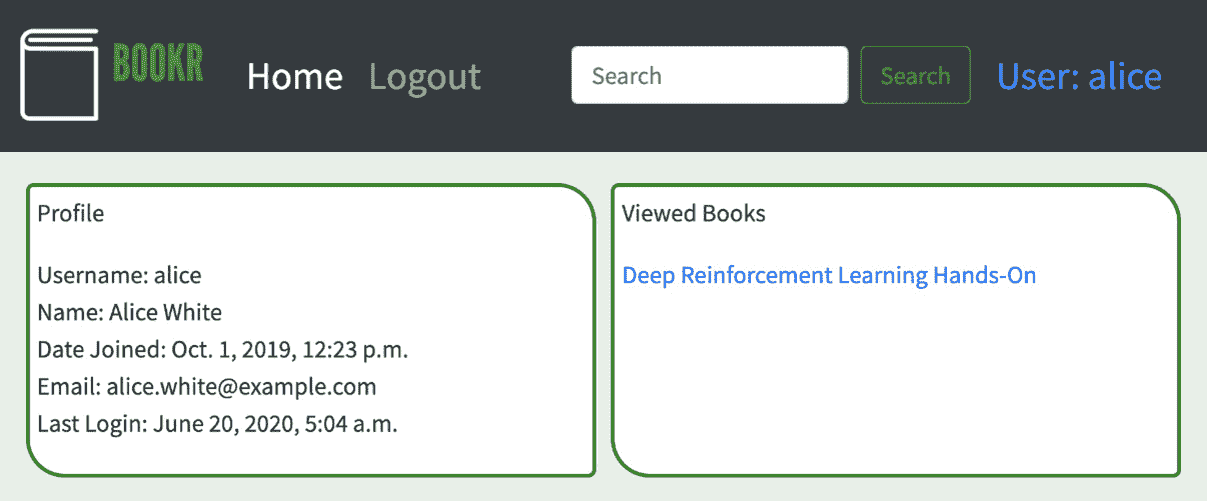 BOOKR Home Logout Search Search User: alice
Profile
Username: alice
Name: Alice White
Date Joined: Oct. 1, 2019, 12:23 p.m.
Email: alice.white@example.com
Last Login: June 20, 2020, 5:04 a.m.
Viewed Books
Deep Reinforcement Learning Hands-On